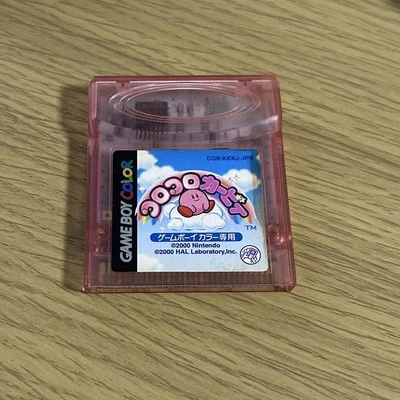 CGB-KKKJ-JPN
GAME BOY COLOR
コロコロカービィ
TM
ゲームボーイカラー専用
©2000 Nintendo
©2000 HAL Laboratory,Inc.